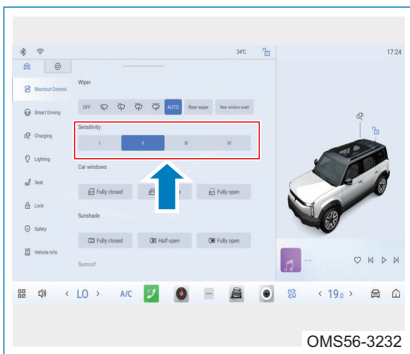 34°C
17:24
Shortcut Control
Wiper
OFF
AUTO
Rear wiper
Rear window wash
Smart Driving
Sensitivity
I
II
III
IV
Charging
Car windows
Lighting
Fully closed
Fully open
Seat
Sunshade
Lock
Fully closed
Half open
Fully open
Safety
Vehicle Info
Sunroof
--
LO
A/C
19.0
OMS56-3232